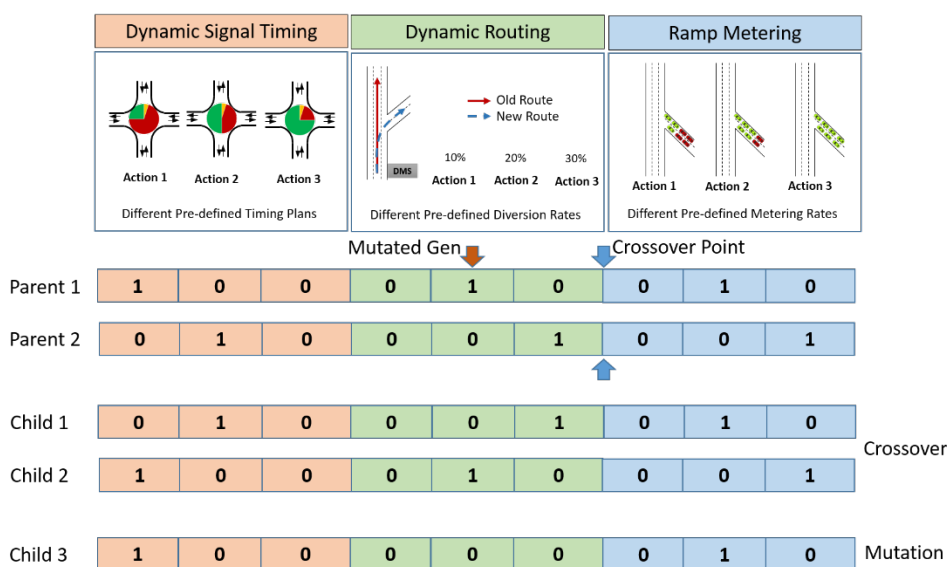 Dynamic Signal Timing
Dynamic Routing
Ramp Metering
Action 1 Action 2 Action 3
Different Pre-defined Timing Plans
Old Route
New Route
10% 20% 30%
DMS
Action 1 Action 2 Action 3
Different Pre-defined Diversion Rates
Action 1 Action 2 Action 3
Different Pre-defined Metering Rates
Mutated Gen Crossover Point
Parent 1 1 0 0 0 1 0 0 1 0
Parent 2 0 1 0 0 0 1 0 0 1
Child 1 0 1 0 0 0 1 0 1 0
Crossover
Child 2 1 0 0 0 1 0 0 0 1
Child 3 1 0 0 0 0 0 0 1 0 Mutation